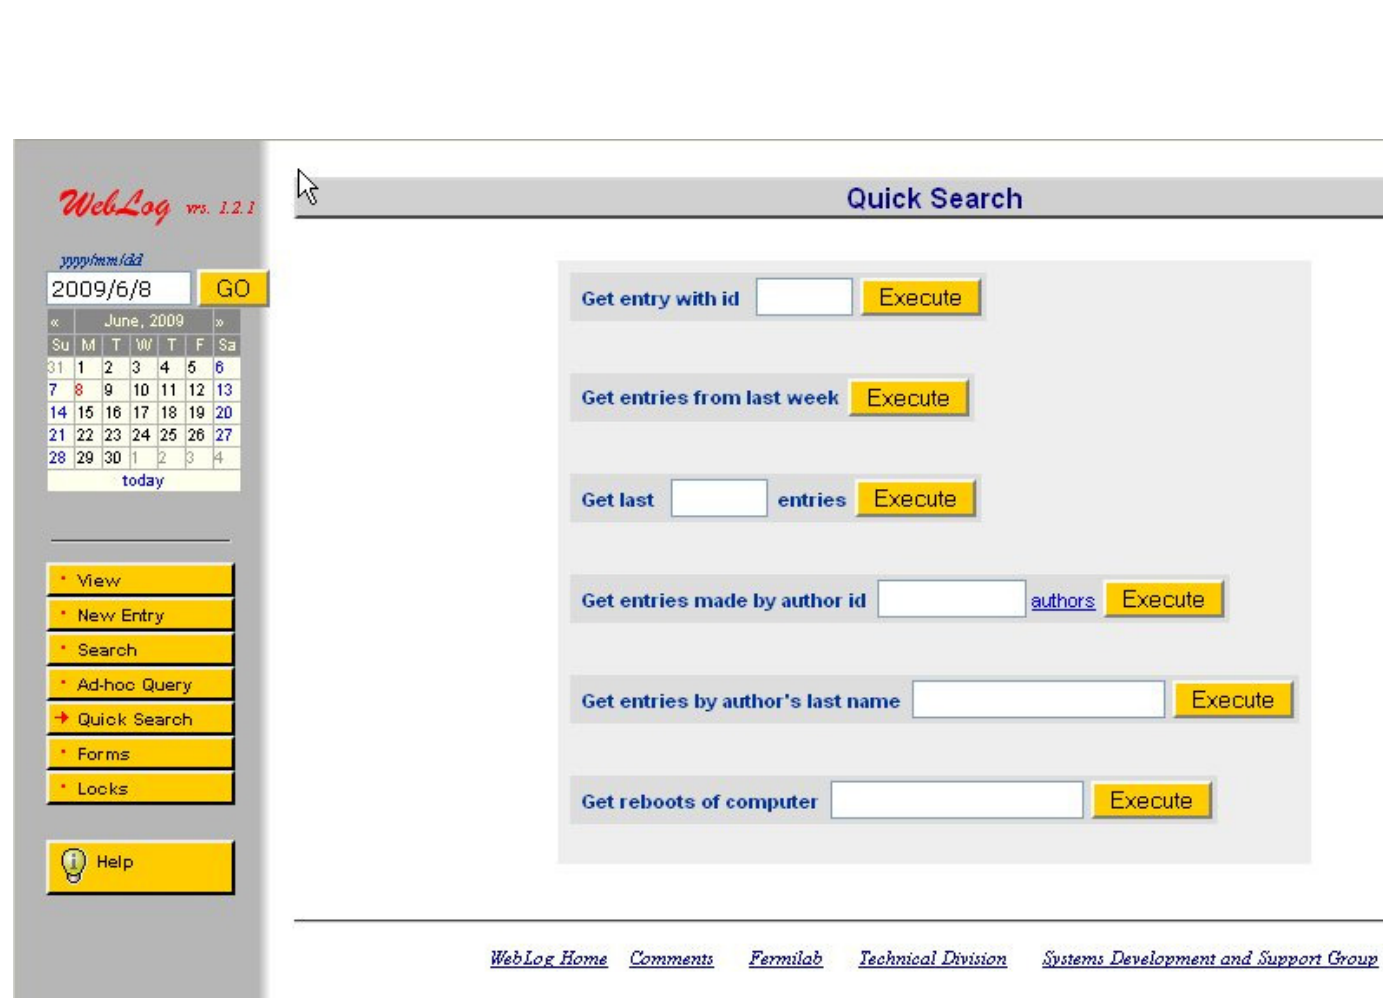 WebLog vrs. 1.2.1
yyyy/mm/dd
2009/6/8 GO
« June, 2009 »
Su M T W T F Sa
31 1 2 3 4 5 6
7 8 9 10 11 12 13
14 15 16 17 18 19 20
21 22 23 24 25 26 27
28 29 30 1 2 3 4
today
View
New Entry
Search
Ad-hoc Query
Quick Search
Forms
Locks
Help
Quick Search
Get entry with id Execute
Get entries from last week Execute
Get last entries Execute
Get entries made by author id authors Execute
Get entries by author's last name Execute
Get reboots of computer Execute
WebLog Home Comments Fermilab Technical Division Systems Development and Support Group